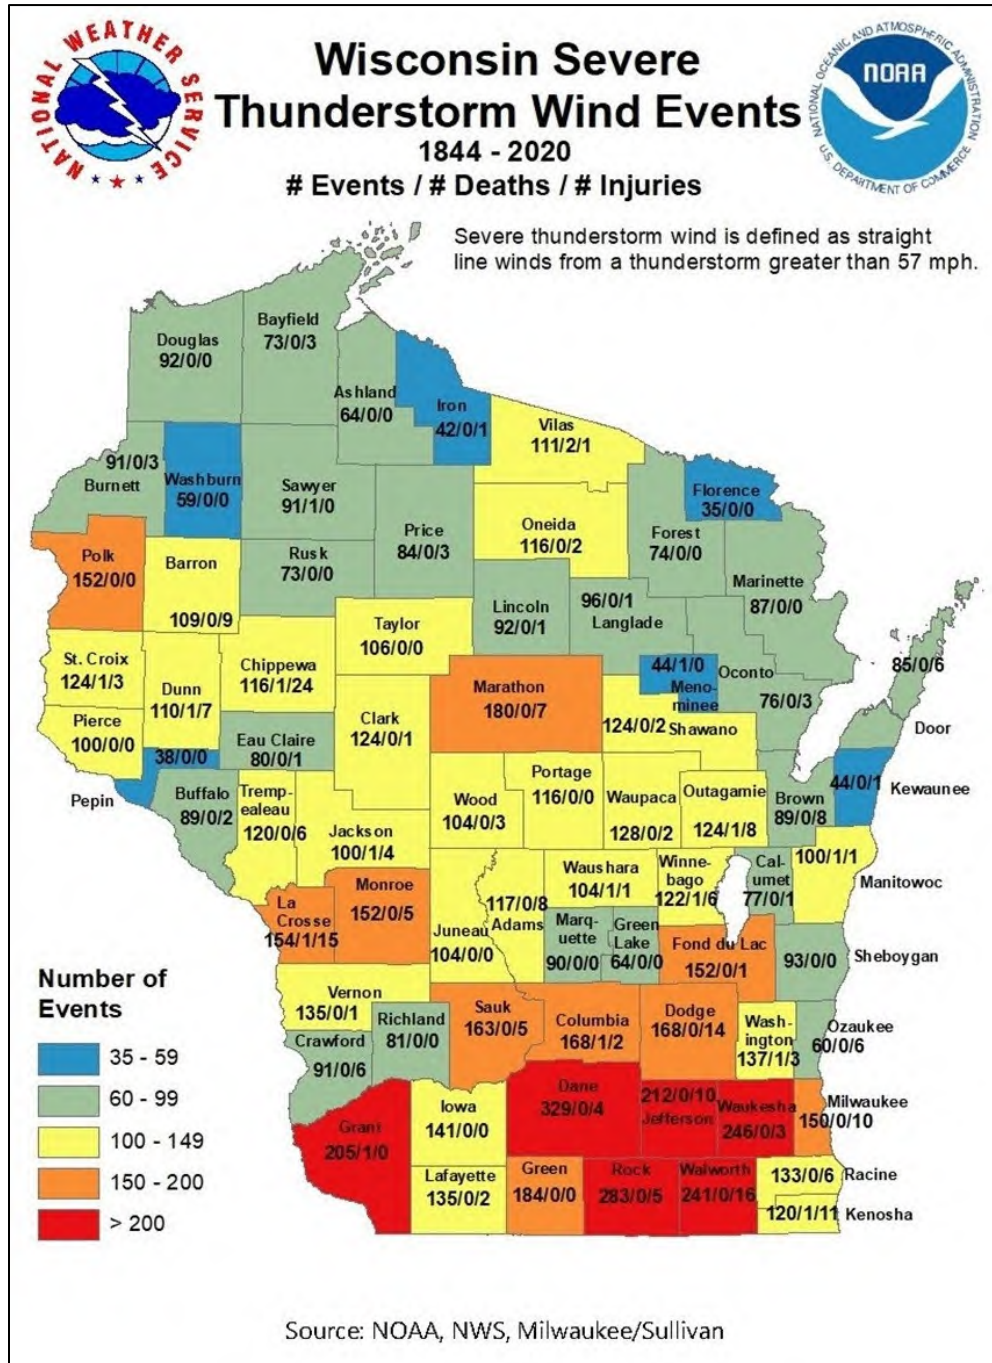 NATIONAL WEATHER SERVICE
NATIONAL OCEANIC AND ATMOSPHERIC ADMINISTRATION
U.S. DEPARTMENT OF COMMERCE
NOAA
Wisconsin Severe
Thunderstorm Wind Events
1844 - 2020
# Events / # Deaths / # Injuries
Severe thunderstorm wind is defined as straight
line winds from a thunderstorm greater than 57 mph.
Douglas
92/0/0
Bayfield
73/0/3
Ashland
64/0/0
Iron
42/0/1
Vilas
111/2/1
91/0/3
Burnett
Washburn
59/0/0
Sawyer
91/1/0
Price
84/0/3
Oneida
116/0/2
Forest
74/0/0
Florence
35/0/0
Marinette
87/0/0
Polk
152/0/0
Barron
109/0/9
Rusk
73/0/0
Lincoln
92/0/1
96/0/1
Langlade
Taylor
106/0/0
St. Croix
124/1/3
Dunn
110/1/7
Chippewa
116/1/24
Marathon
180/0/7
44/1/0
Meno-
minee
Oconto
76/0/3
85/0/6
Door
Pierce
100/0/0
38/0/0
Pepin
Eau Claire
80/0/1
Clark
124/0/1
124/0/2
Shawano
Buffalo
89/0/2
Tremp-
ealeau
120/0/6
Jackson
100/1/4
Wood
104/0/3
Portage
116/0/0
Waupaca
128/0/2
Outagamie
124/1/8
Brown
89/0/8
44/0/1
Kewaunee
La
Crosse
154/1/15
Monroe
152/0/5
Juneau
104/0/0
117/0/8
Adams
Waushara
104/1/1
Winne-
bago
122/1/6
Cal-
umet
77/0/1
100/1/1
Manitowoc
Marq-
uette
90/0/0
Green
Lake
64/0/0
Fond du Lac
152/0/1
93/0/0
Sheboygan
Vernon
135/0/1
Richland
81/0/0
Crawford
91/0/6
Sauk
163/0/5
Columbia
168/1/2
Dodge
168/0/14
Wash-
ington
137/1/3
Ozaukee
60/0/6
Grant
205/1/0
Iowa
141/0/0
Dane
329/0/4
212/0/10
Jefferson
Waukesha
246/0/3
Milwaukee
150/0/10
Lafayette
135/0/2
Green
184/0/0
Rock
283/0/5
Walworth
241/0/16
133/0/6
Racine
120/1/11
Kenosha
Number of
Events
35 - 59
60 - 99
100 - 149
150 - 200
> 200
Source: NOAA, NWS, Milwaukee/Sullivan